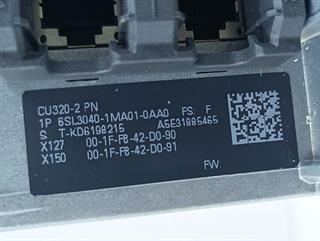 CU320-2 PN
1P 6SL3040-1MA01-0AA0 FS: F
S T-KD6198215 A5E31885465
X127 00-1F-F8-42-D0-90
X150 00-1F-F8-42-D0-91
FW: